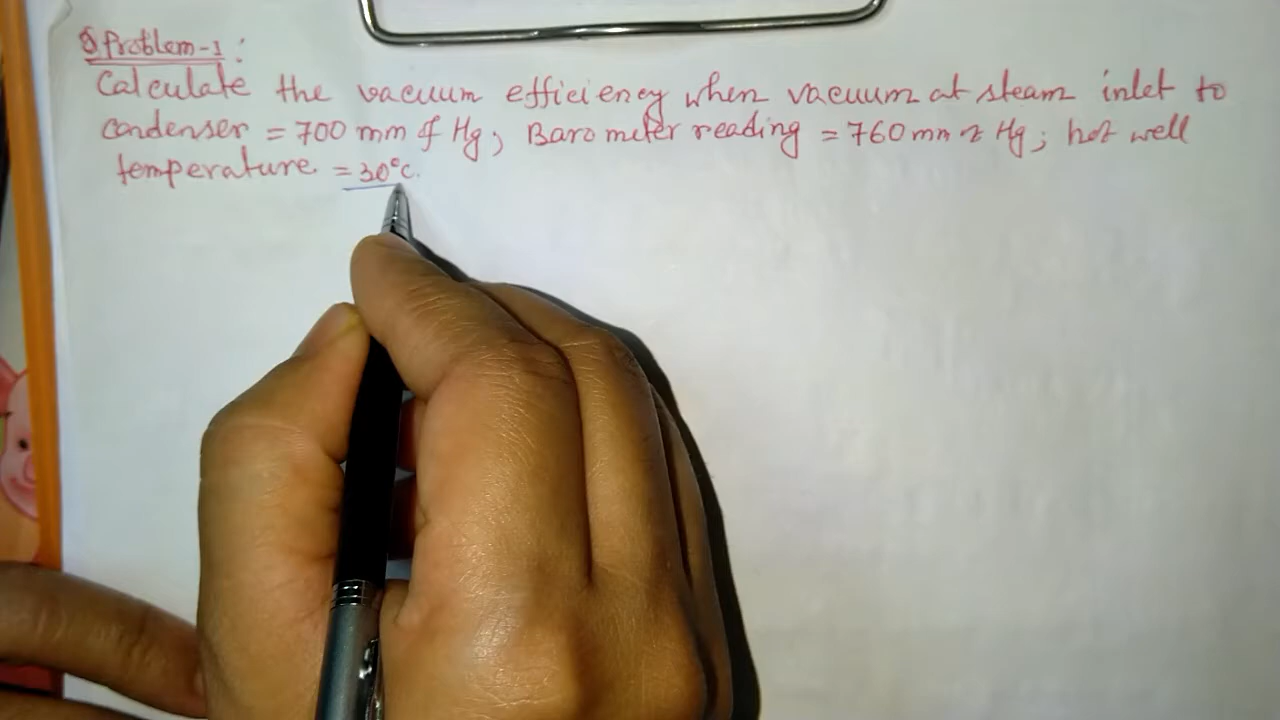 Problem-1:
Calculate the vacuum efficiency when vacuum at steam inlet to
condenser = 700 mm of Hg; Barometer reading = 760 mm of Hg; hot well
temperature = 30°C.